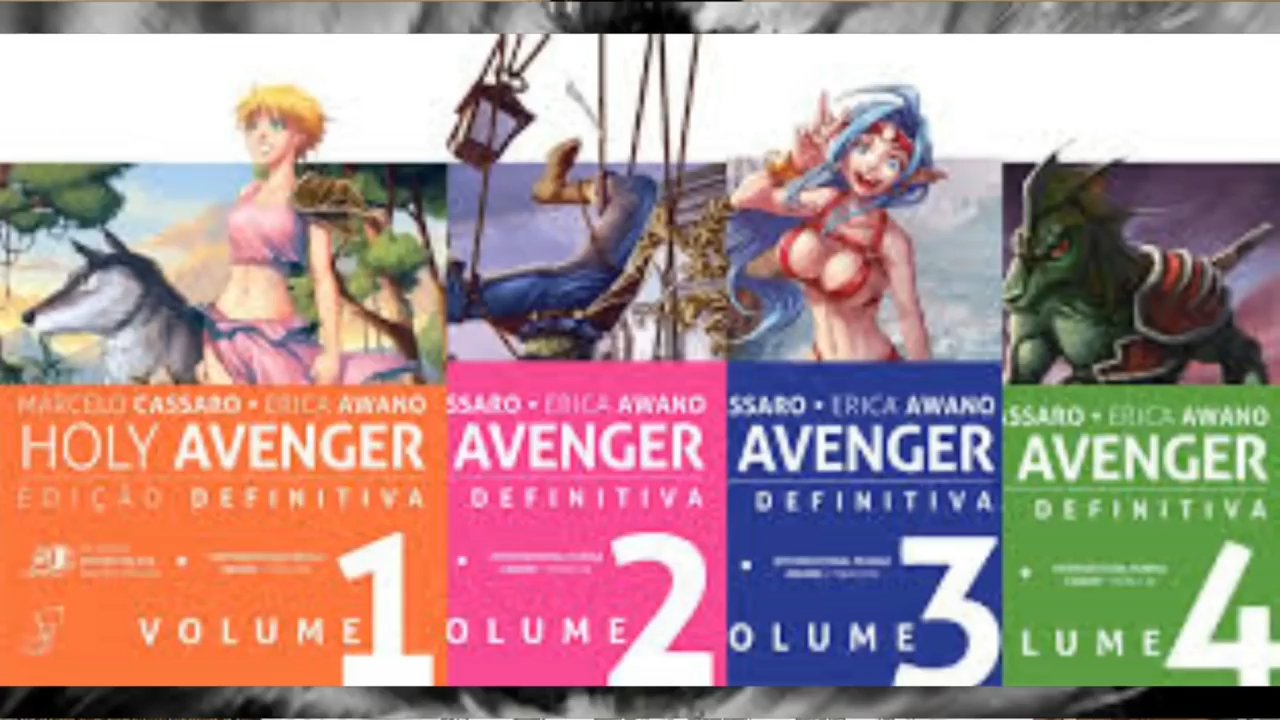 MARCELO CASSARO • ERICA AWANO
HOLY AVENGER
EDIÇÃO DEFINITIVA
VOLUME 1
SSARO • ERICA AWANO
AVENGER
DEFINITIVA
OLUME 2
SSARO • ERICA AWANO
AVENGER
DEFINITIVA
OLUME 3
ASSARO • ERICA AWANO
AVENGER
DEFINITIVA
LUME 4